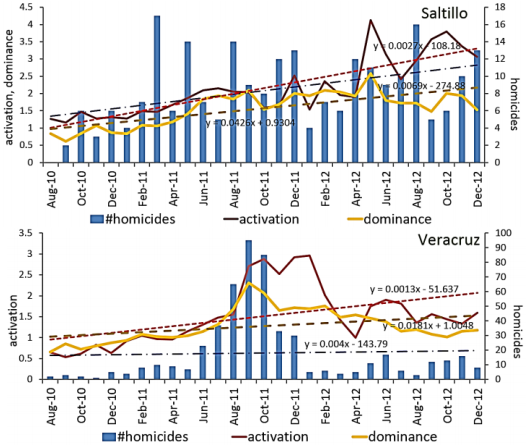 Saltillo
4.5
4
3.5
3
2.5
2
1.5
1
0.5
0
activation, dominance
18
16
14
12
10
8
6
4
2
0
homicides
y = 0.0027x - 108.18
y = 0.0069x - 274.88
y = 0.0426x + 0.9304
Aug-10
Oct-10
Dec-10
Feb-11
Apr-11
Jun-11
Aug-11
Oct-11
Dec-11
Feb-12
Apr-12
Jun-12
Aug-12
Oct-12
Dec-12
#homicides activation dominance
Veracruz
3.5
3
2.5
2
1.5
1
0.5
0
activation
100
90
80
70
60
50
40
30
20
10
0
homicides
y = 0.0013x - 51.637
y = 0.0181x + 1.0048
y = 0.004x - 143.79
Aug-10
Oct-10
Dec-10
Feb-11
Apr-11
Jun-11
Aug-11
Oct-11
Dec-11
Feb-12
Apr-12
Jun-12
Aug-12
Oct-12
Dec-12
#homicides activation dominance